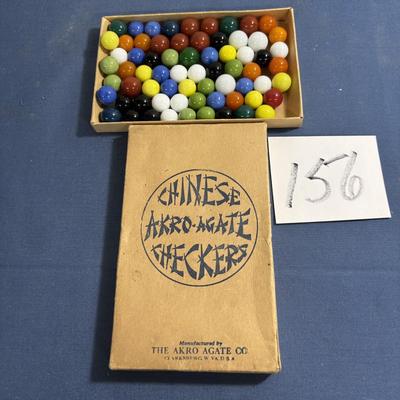 156
CHINESE
AKRO-AGATE
CHECKERS
Manufactured by
THE AKRO AGATE CO.
CLARKSBURG, W. VA., U.S.A.